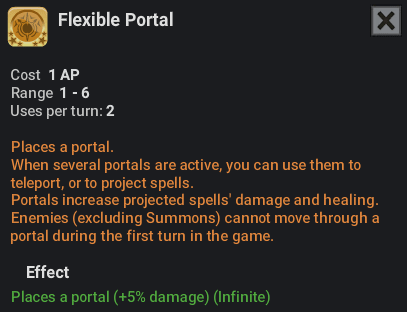 Flexible Portal
Cost 1 AP
Range 1 - 6
Uses per turn: 2
Places a portal.
When several portals are active, you can use them to
teleport, or to project spells.
Portals increase projected spells' damage and healing.
Enemies (excluding Summons) cannot move through a
portal during the first turn in the game.
Effect
Places a portal (+5% damage) (Infinite)